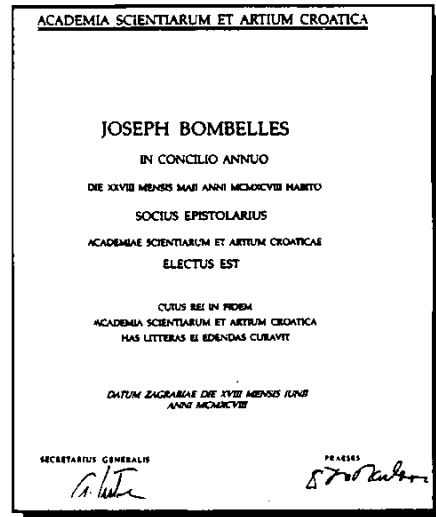 ACADEMIA SCIENTIARUM ET ARTIUM CROATICA
JOSEPH BOMBELLES
IN CONCILIO ANNUO
DIE XXVIII MENSIS MAII ANNI MCMXCVIII HABITO
SOCIUS EPISTOLARIUS
ACADEMIAE SCIENTIARUM ET ARTIUM CROATICAE
ELECTUS EST
CUIUS REI IN FIDEM
ACADEMIA SCIENTIARUM ET ARTIUM CROATICA
HAS LITTERAS EI EDENDAS CURAVIT
DATUM ZAGRABIAE DIE XVIII MENSIS IUNII
ANNI MCMXCVIII
SECRETARIUS GENERALIS
PRAESES